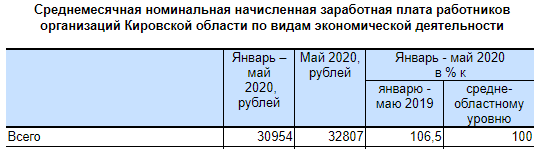 Среднемесячная номинальная начисленная заработная плата работников
организаций Кировской области по видам экономической деятельности
Январь –
май
2020,
рублей
Май 2020,
рублей
Январь - май 2020
в % к
январю -
маю 2019
средне-
областному
уровню
Всего 30954 32807 106,5 100